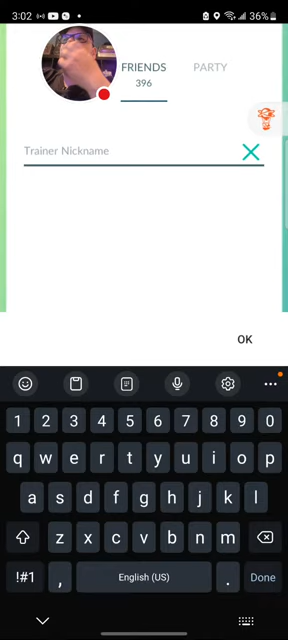 3:02
36%
FRIENDS
396
PARTY
Trainer Nickname
OK
1 2 3 4 5 6 7 8 9 0
q w e r t y u i o p
a s d f g h j k l
z x c v b n m
!#1 , English (US) . Done